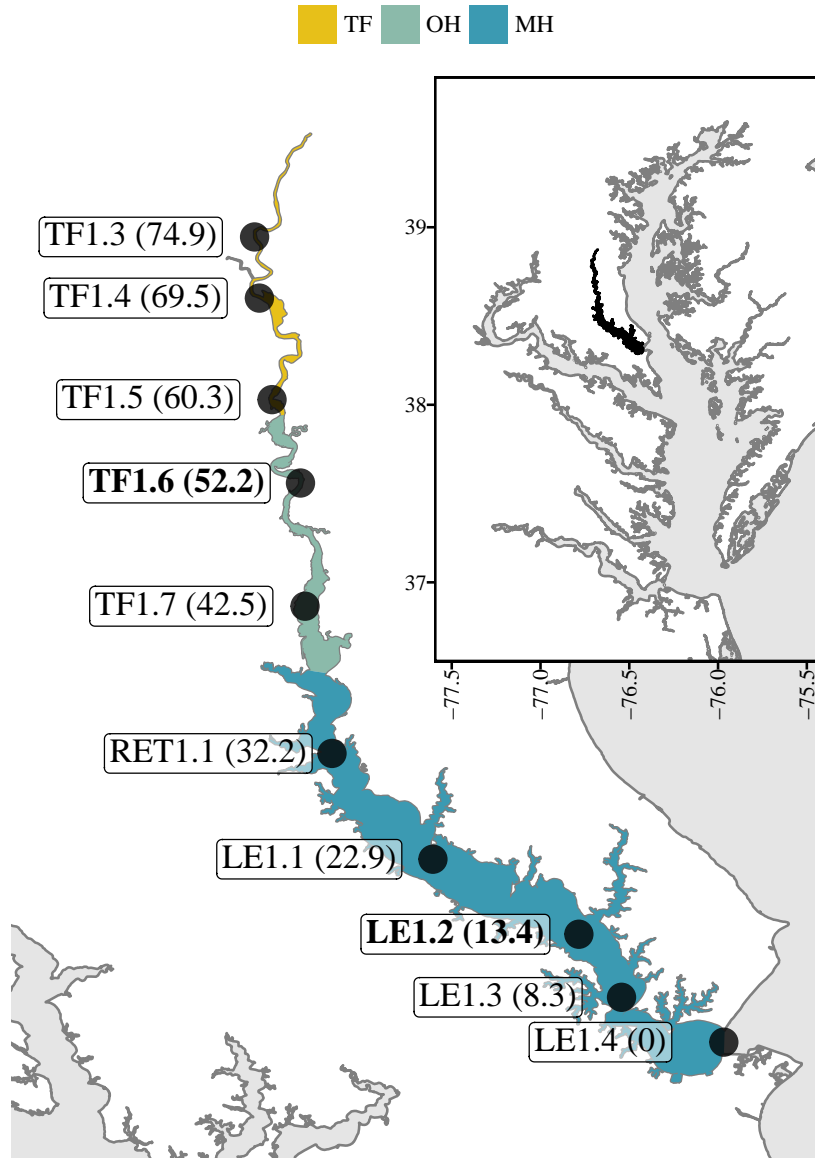 TF OH MH
TF1.3 (74.9)
TF1.4 (69.5)
TF1.5 (60.3)
TF1.6 (52.2)
TF1.7 (42.5)
RET1.1 (32.2)
LE1.1 (22.9)
LE1.2 (13.4)
LE1.3 (8.3)
LE1.4 (0)
39
38
37
−77.5
−77.0
−76.5
−76.0
−75.5